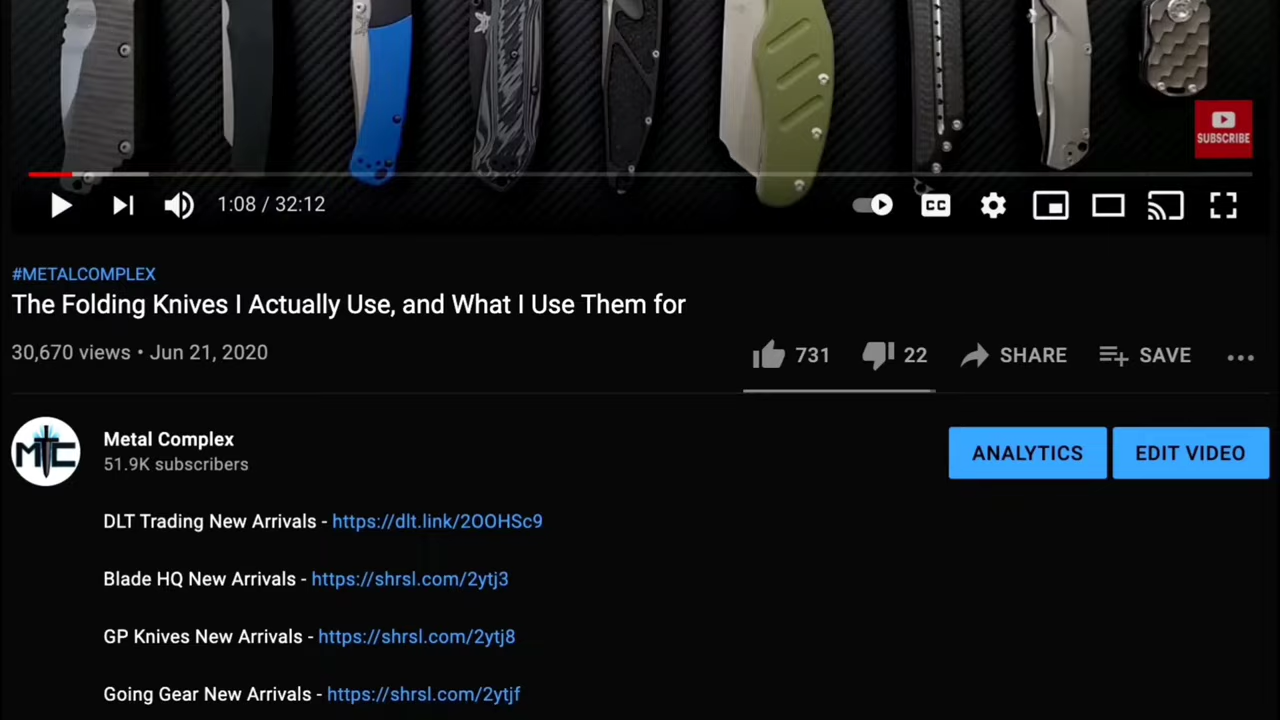 SUBSCRIBE
1:08 / 32:12
CC
#METALCOMPLEX
The Folding Knives I Actually Use, and What I Use Them for
30,670 views • Jun 21, 2020
731 22 SHARE SAVE
MTC
Metal Complex
51.9K subscribers
ANALYTICS EDIT VIDEO
DLT Trading New Arrivals - https://dlt.link/2OOHSc9
Blade HQ New Arrivals - https://shrsl.com/2ytj3
GP Knives New Arrivals - https://shrsl.com/2ytj8
Going Gear New Arrivals - https://shrsl.com/2ytjf